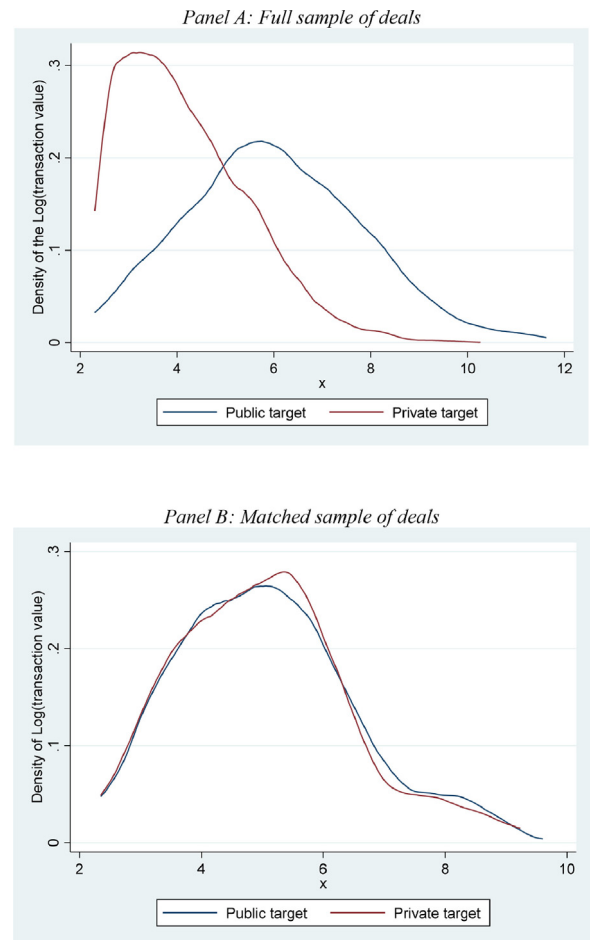 Panel A: Full sample of deals
Density of the Log(transaction value)
.3
.2
.1
0
2 4 6 8 10 12
x
Public target Private target
Panel B: Matched sample of deals
Density of Log(transaction value)
.3
.2
.1
0
2 4 6 8 10
x
Public target Private target